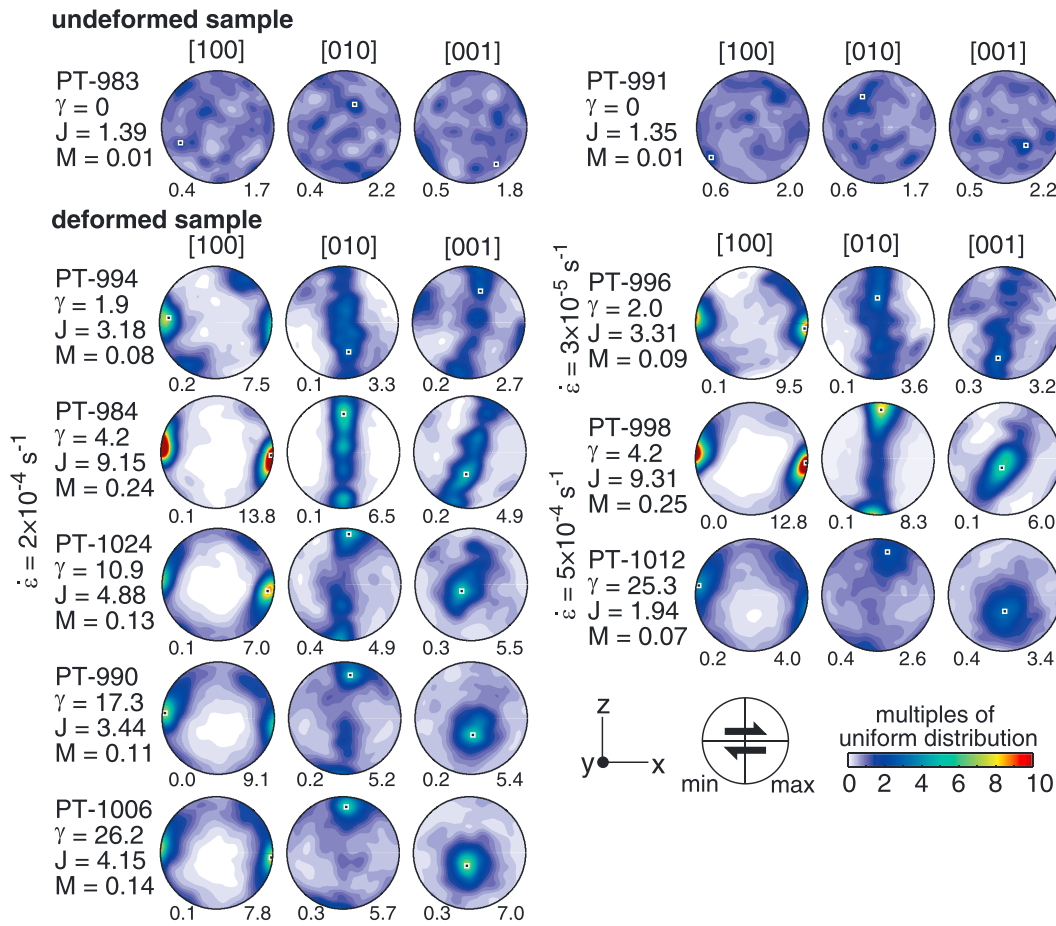 undeformed sample
[100] [010] [001]
PT-983
γ = 0
J = 1.39
M = 0.01
0.4 1.7 0.4 2.2 0.5 1.8
[100] [010] [001]
PT-991
γ = 0
J = 1.35
M = 0.01
0.6 2.0 0.6 1.7 0.5 2.2
deformed sample
[100] [010] [001]
ε̇ = 2×10⁻⁴ s⁻¹
PT-994
γ = 1.9
J = 3.18
M = 0.08
0.2 7.5 0.1 3.3 0.2 2.7
PT-984
γ = 4.2
J = 9.15
M = 0.24
0.1 13.8 0.1 6.5 0.2 4.9
PT-1024
γ = 10.9
J = 4.88
M = 0.13
0.1 7.0 0.4 4.9 0.3 5.5
PT-990
γ = 17.3
J = 3.44
M = 0.11
0.0 9.1 0.2 5.2 0.2 5.4
PT-1006
γ = 26.2
J = 4.15
M = 0.14
0.1 7.8 0.3 5.7 0.3 7.0
[100] [010] [001]
ε̇ = 3×10⁻⁵ s⁻¹
PT-996
γ = 2.0
J = 3.31
M = 0.09
0.1 9.5 0.1 3.6 0.3 3.2
ε̇ = 5×10⁻⁴ s⁻¹
PT-998
γ = 4.2
J = 9.31
M = 0.25
0.0 12.8 0.1 8.3 0.1 6.0
PT-1012
γ = 25.3
J = 1.94
M = 0.07
0.2 4.0 0.4 2.6 0.4 3.4
z
y x
min max
multiples of
uniform distribution
0 2 4 6 8 10